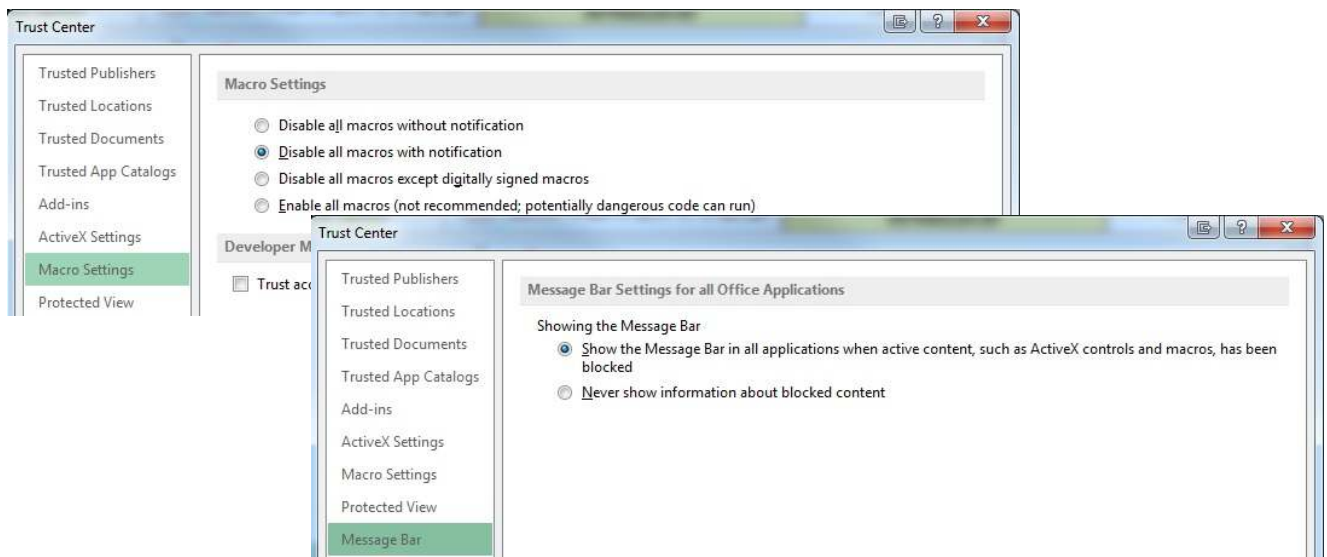 Trust Center
Trusted Publishers
Trusted Locations
Trusted Documents
Trusted App Catalogs
Add-ins
ActiveX Settings
Macro Settings
Protected View
Macro Settings
Disable all macros without notification
Disable all macros with notification
Disable all macros except digitally signed macros
Enable all macros (not recommended; potentially dangerous code can run)
Developer M
Trust acc
Trust Center
Trusted Publishers
Trusted Locations
Trusted Documents
Trusted App Catalogs
Add-ins
ActiveX Settings
Macro Settings
Protected View
Message Bar
Message Bar Settings for all Office Applications
Showing the Message Bar
Show the Message Bar in all applications when active content, such as ActiveX controls and macros, has been
blocked
Never show information about blocked content